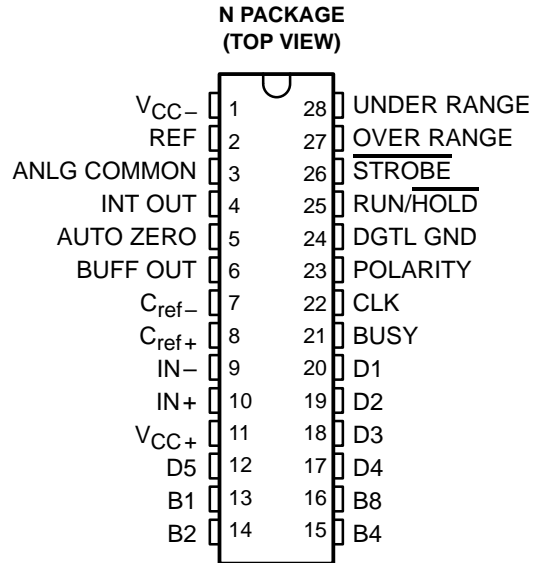 N PACKAGE
(TOP VIEW)
VCC− 1 28 UNDER RANGE
REF 2 27 OVER RANGE
ANLG COMMON 3 26 STROBE
INT OUT 4 25 RUN/HOLD
AUTO ZERO 5 24 DGTL GND
BUFF OUT 6 23 POLARITY
Cref− 7 22 CLK
Cref+ 8 21 BUSY
IN− 9 20 D1
IN+ 10 19 D2
VCC+ 11 18 D3
D5 12 17 D4
B1 13 16 B8
B2 14 15 B4